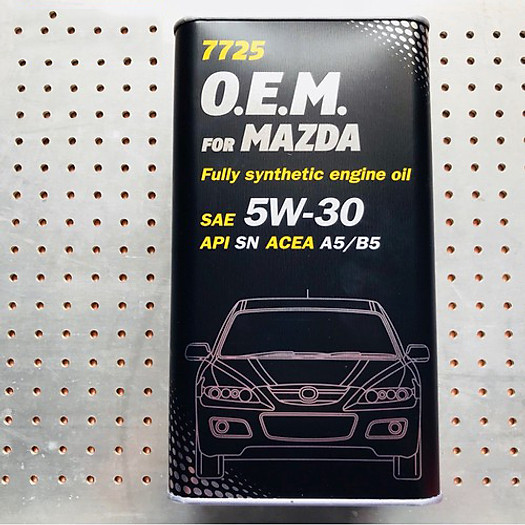 7725
O.E.M.
FOR MAZDA
Fully synthetic engine oil
SAE 5W-30
API SN ACEA A5/B5